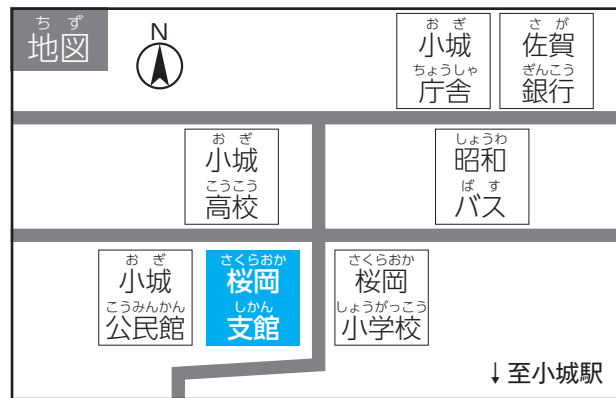 ちず
地図
N
おぎ
小城
ちょうしゃ
庁舎
さが
佐賀
ぎんこう
銀行
おぎ
小城
こうこう
高校
しょうわ
昭和
ばす
バス
おぎ
小城
こうみんかん
公民館
さくらおか
桜岡
しかん
支館
さくらおか
桜岡
しょうがっこう
小学校
↓至小城駅